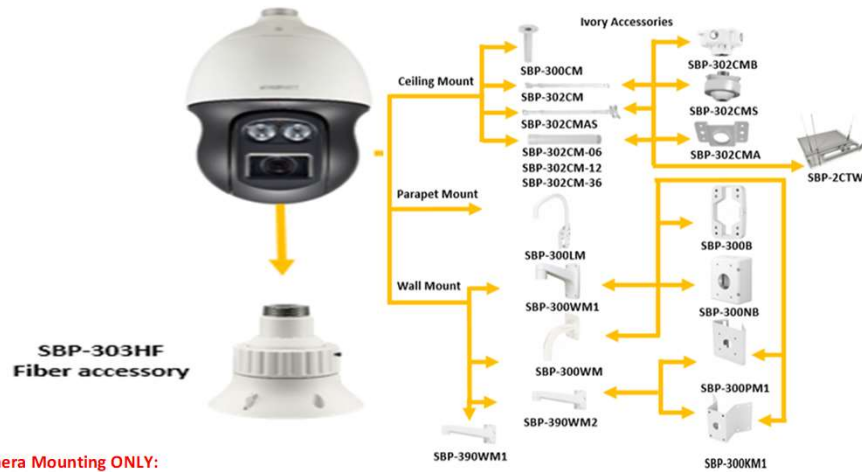 Ivory Accessories
SBP-300CM
SBP-302CMB
Ceiling Mount
SBP-302CM
SBP-302CMS
SBP-302CMAS
SBP-302CM-06
SBP-302CMA
SBP-302CM-12
SBP-302CM-36
SBP-2CTW
Parapet Mount
SBP-300LM
SBP-300B
Wall Mount
SBP-300WM1
SBP-300NB
SBP-303HF
Fiber accessory
SBP-300WM
SBP-300PM1
SBP-390WM2
SBP-390WM1
SBP-300KM1
nera Mounting ONLY: